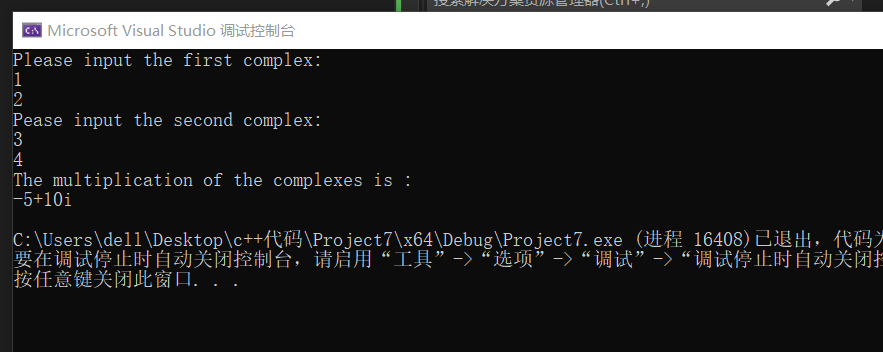 搜索解决方案资源管理器(Ctrl+;)
Microsoft Visual Studio 调试控制台
Please input the first complex:
1
2
Pease input the second complex:
3
4
The multiplication of the complexes is :
-5+10i
C:\Users\dell\Desktop\c++代码\Project7\x64\Debug\Project7.exe (进程 16408)已退出，代码为
要在调试停止时自动关闭控制台，请启用“工具”->“选项”->“调试”->“调试停止时自动关闭控
按任意键关闭此窗口. . .